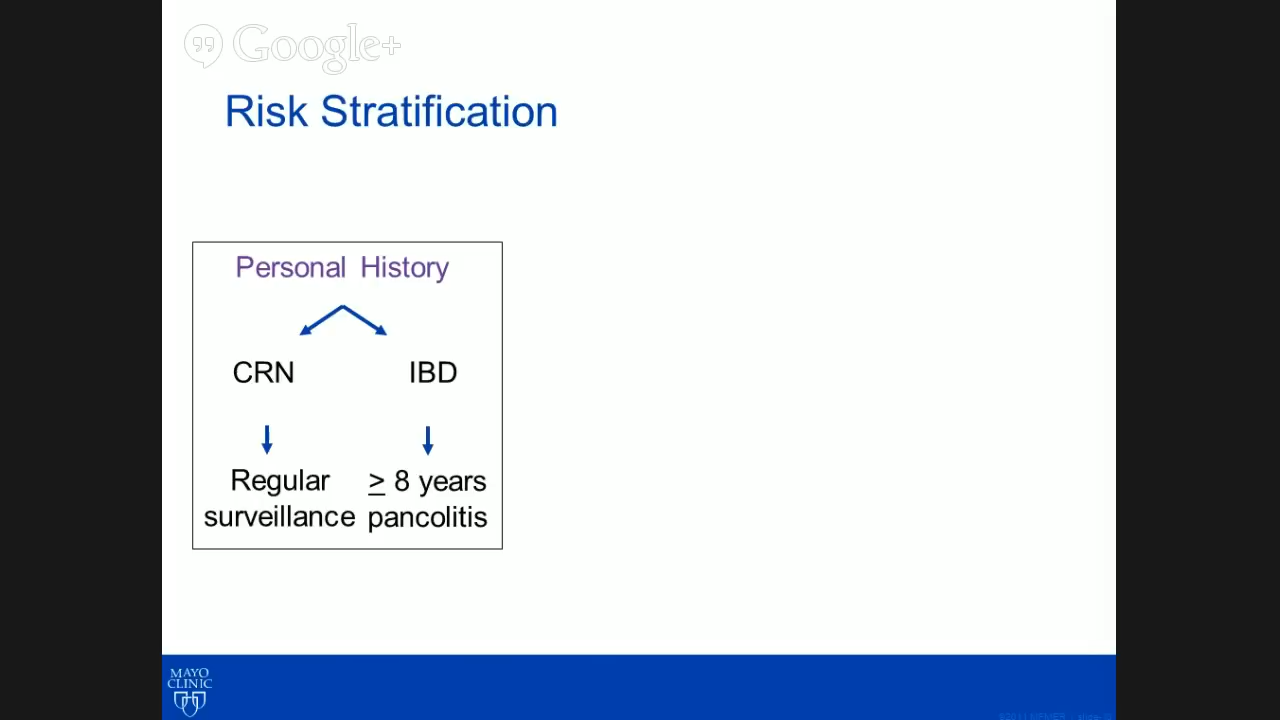 Google+
Risk Stratification
Personal History
CRN IBD
Regular ≥ 8 years
surveillance pancolitis
MAYO
CLINIC